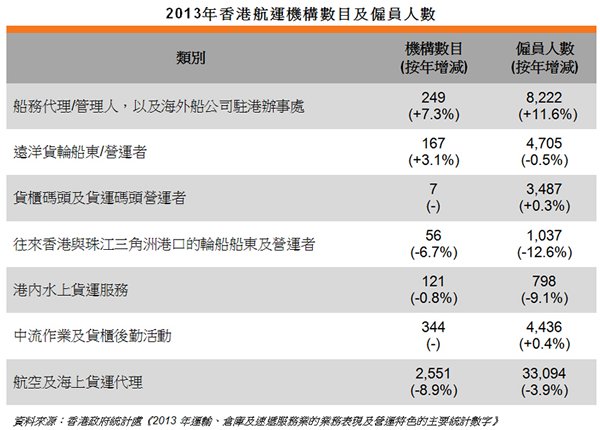 2013年香港航運機構數目及僱員人數
類別 機構數目 僱員人數
(按年增減) (按年增減)
船務代理/管理人，以及海外船公司駐港辦事處 249 8,222
(+7.3%) (+11.6%)
遠洋貨輪船東/營運者 167 4,705
(+3.1%) (-0.5%)
貨櫃碼頭及貨運碼頭營運者 7 3,487
(-) (+0.3%)
往來香港與珠江三角洲港口的輪船船東及營運者 56 1,037
(-6.7%) (-12.6%)
港內水上貨運服務 121 798
(-0.8%) (-9.1%)
中流作業及貨櫃後勤活動 344 4,436
(-) (+0.4%)
航空及海上貨運代理 2,551 33,094
(-8.9%) (-3.9%)
資料來源：香港政府統計處《2013 年運輸、倉庫及速遞服務業的業務表現及營運特色的主要統計數字》